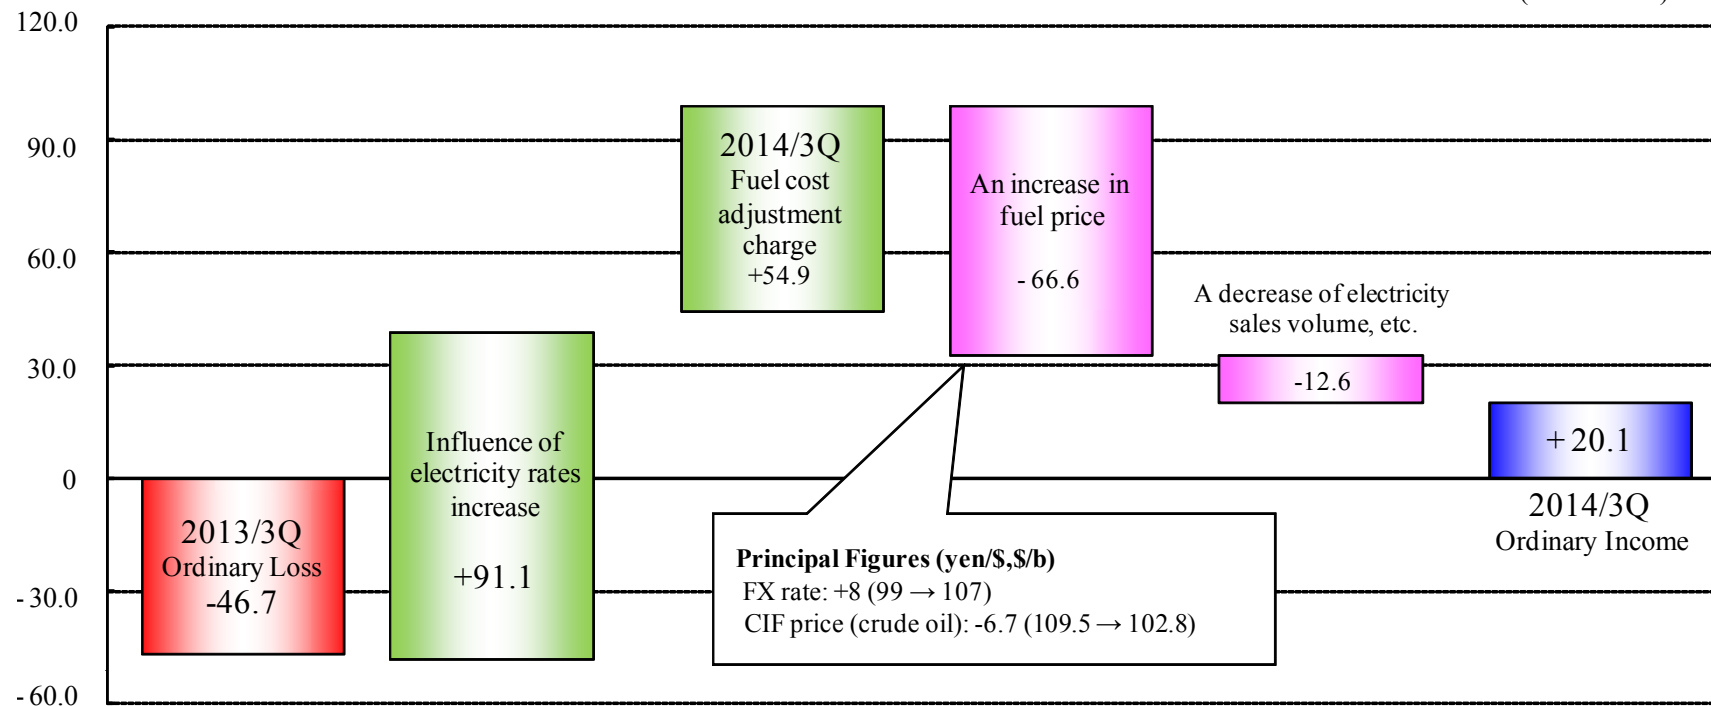 120.0
90.0
60.0
30.0
0
- 30.0
- 60.0
2013/3Q
Ordinary Loss
-46.7
Influence of
electricity rates
increase
+91.1
2014/3Q
Fuel cost
adjustment
charge
+54.9
An increase in
fuel price
- 66.6
A decrease of electricity
sales volume, etc.
-12.6
+ 20.1
2014/3Q
Ordinary Income
Principal Figures (yen/$,$/b)
FX rate: +8 (99 → 107)
CIF price (crude oil): -6.7 (109.5 → 102.8)